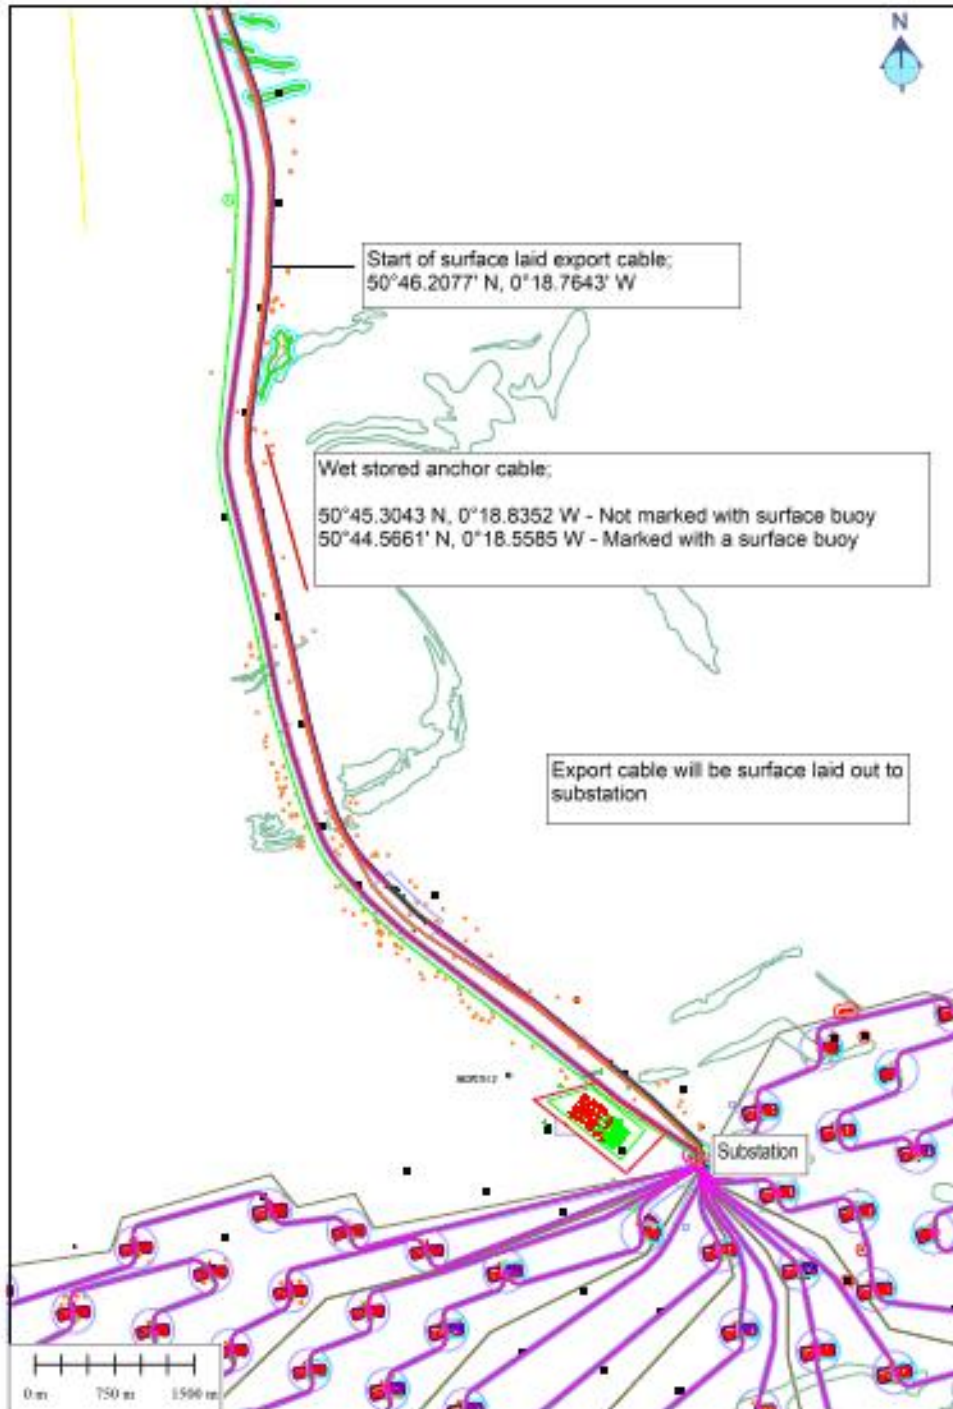 N
Start of surface laid export cable;
50°46.2077' N, 0°18.7643' W
Wet stored anchor cable;
50°45.3043 N, 0°18.8352 W - Not marked with surface buoy
50°44.5661' N, 0°18.5585 W - Marked with a surface buoy
Export cable will be surface laid out to
substation
Substation
0 m 750 m 1500 m